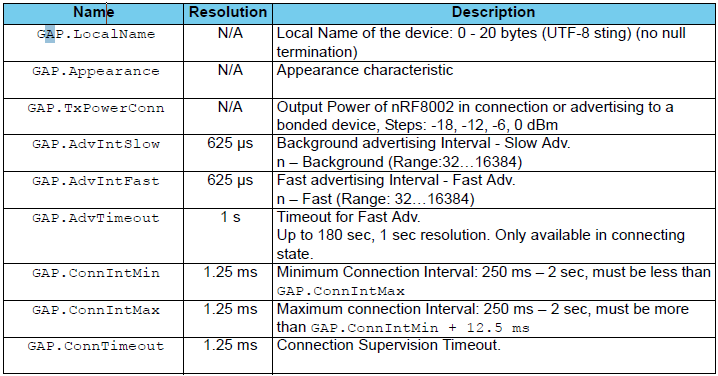 Name Resolution Description
GAP.LocalName N/A Local Name of the device: 0 - 20 bytes (UTF-8 sting) (no null
termination)
GAP.Appearance N/A Appearance characteristic
GAP.TxPowerConn N/A Output Power of nRF8002 in connection or advertising to a
bonded device, Steps: -18, -12, -6, 0 dBm
GAP.AdvIntSlow 625 µs Background advertising Interval - Slow Adv.
n – Background (Range:32…16384)
GAP.AdvIntFast 625 µs Fast advertising Interval - Fast Adv.
n – Fast (Range: 32…16384)
GAP.AdvTimeout 1 s Timeout for Fast Adv.
Up to 180 sec, 1 sec resolution. Only available in connecting
state.
GAP.ConnIntMin 1.25 ms Minimum Connection Interval: 250 ms – 2 sec, must be less than
GAP.ConnIntMax
GAP.ConnIntMax 1.25 ms Maximum connection Interval: 250 ms – 2 sec, must be more
than GAP.ConnIntMin + 12.5 ms
GAP.ConnTimeout 1.25 ms Connection Supervision Timeout.